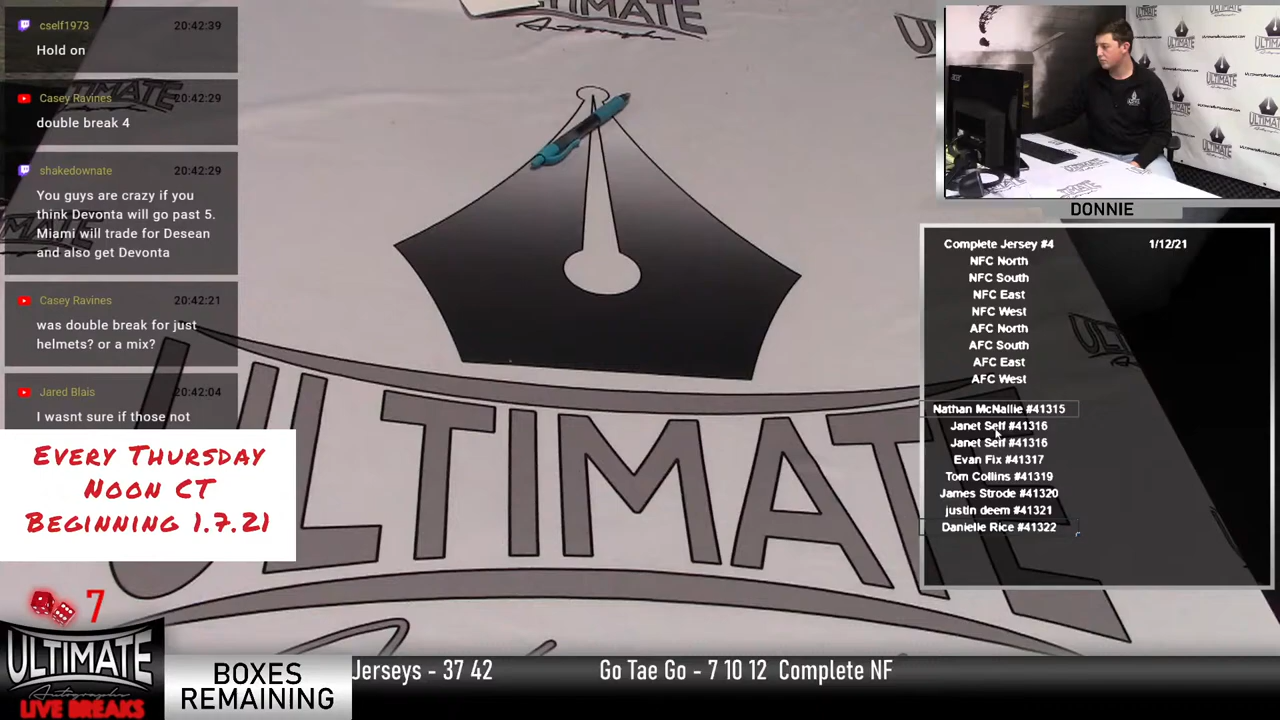 cself1973 20:42:39
Hold on
Casey Ravines 20:42:29
double break 4
shakedownate 20:42:29
You guys are crazy if you
think Devonta will go past 5.
Miami will trade for Desean
and also get Devonta
Casey Ravines 20:42:21
was double break for just
helmets? or a mix?
Jared Blais 20:42:04
I wasnt sure if those not
Every Thursday
Noon CT
Beginning 1.7.21
7
ULTIMATE
Autographs
LIVE BREAKS
BOXES
REMAINING
Jerseys - 37 42 Go Tae Go - 7 10 12 Complete NF
ULTIMATE
Autographs
ULTIMATE
ULTIMATE
DONNIE
Complete Jersey #4 1/12/21
NFC North
NFC South
NFC East
NFC West
AFC North
AFC South
AFC East
AFC West
Nathan McNallie #41315
Janet Self #41316
Janet Self #41316
Evan Fix #41317
Tom Collins #41319
James Strode #41320
justin deem #41321
Danielle Rice #41322